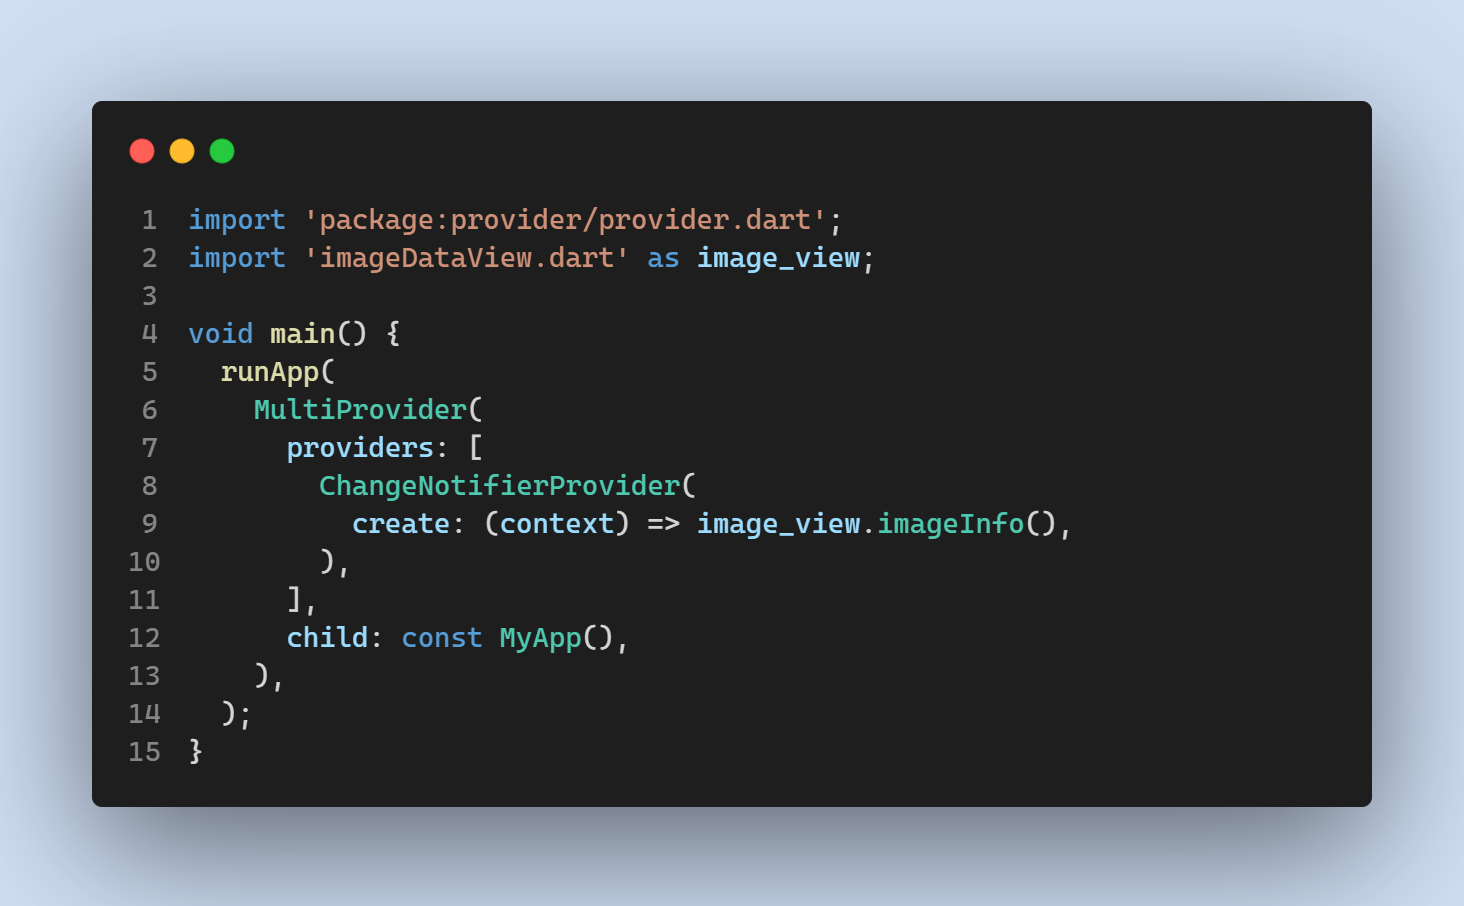 1 import 'package:provider/provider.dart';
2 import 'imageDataView.dart' as image_view;
3
4 void main() {
5   runApp(
6     MultiProvider(
7       providers: [
8         ChangeNotifierProvider(
9           create: (context) => image_view.imageInfo(),
10         ),
11       ],
12       child: const MyApp(),
13     ),
14   );
15 }